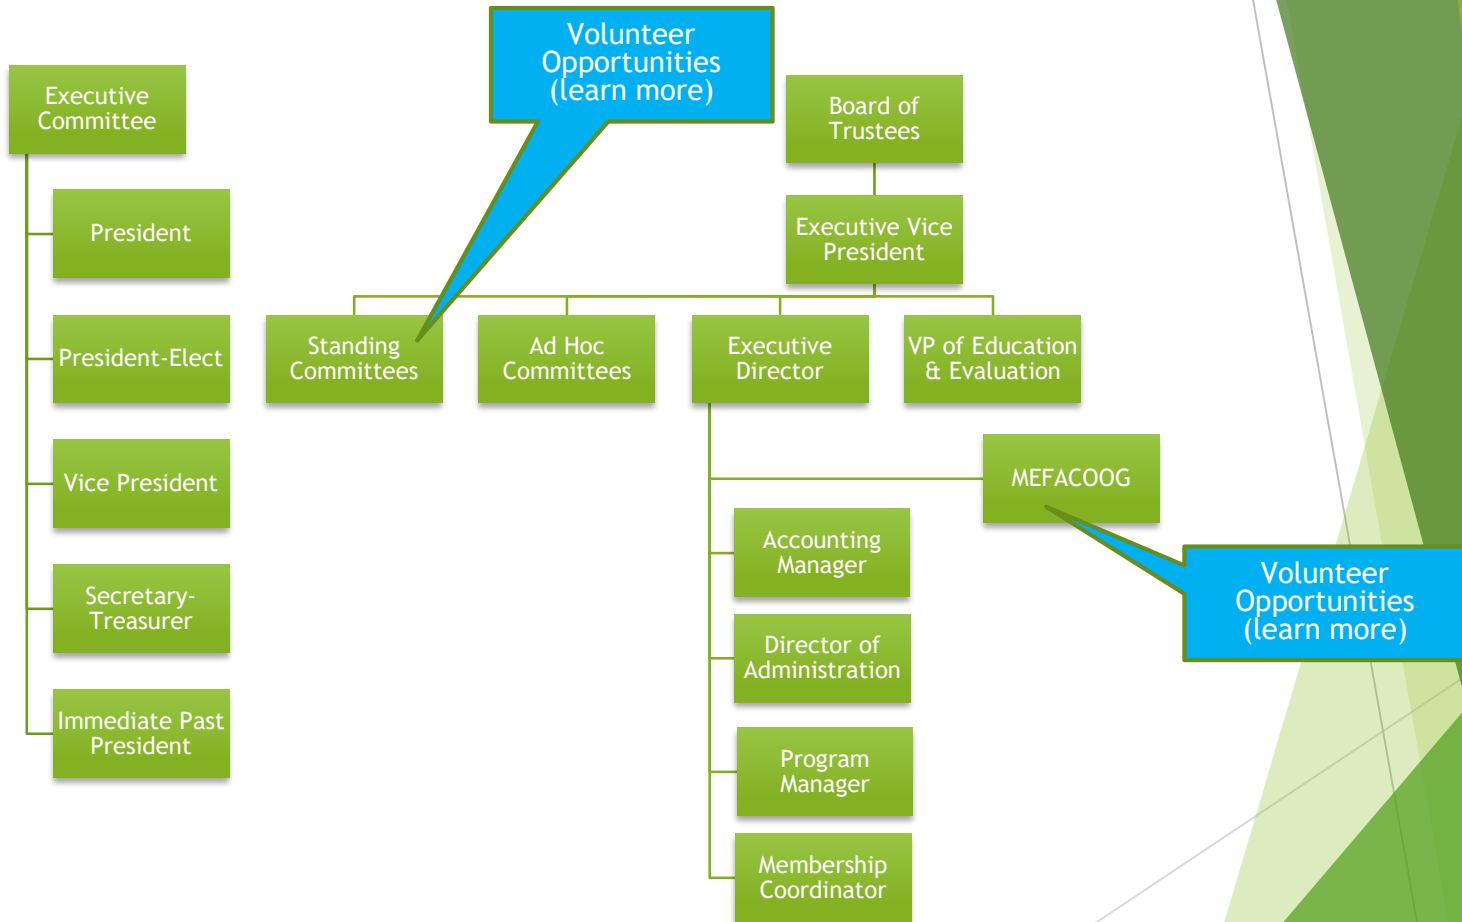 Volunteer
Opportunities
(learn more)
Executive
Committee
Board of
Trustees
President
Executive Vice
President
President-Elect
Standing
Committees
Ad Hoc
Committees
Executive
Director
VP of Education
& Evaluation
Vice President
MEFACOOG
Accounting
Manager
Volunteer
Opportunities
(learn more)
Secretary-
Treasurer
Director of
Administration
Immediate Past
President
Program
Manager
Membership
Coordinator